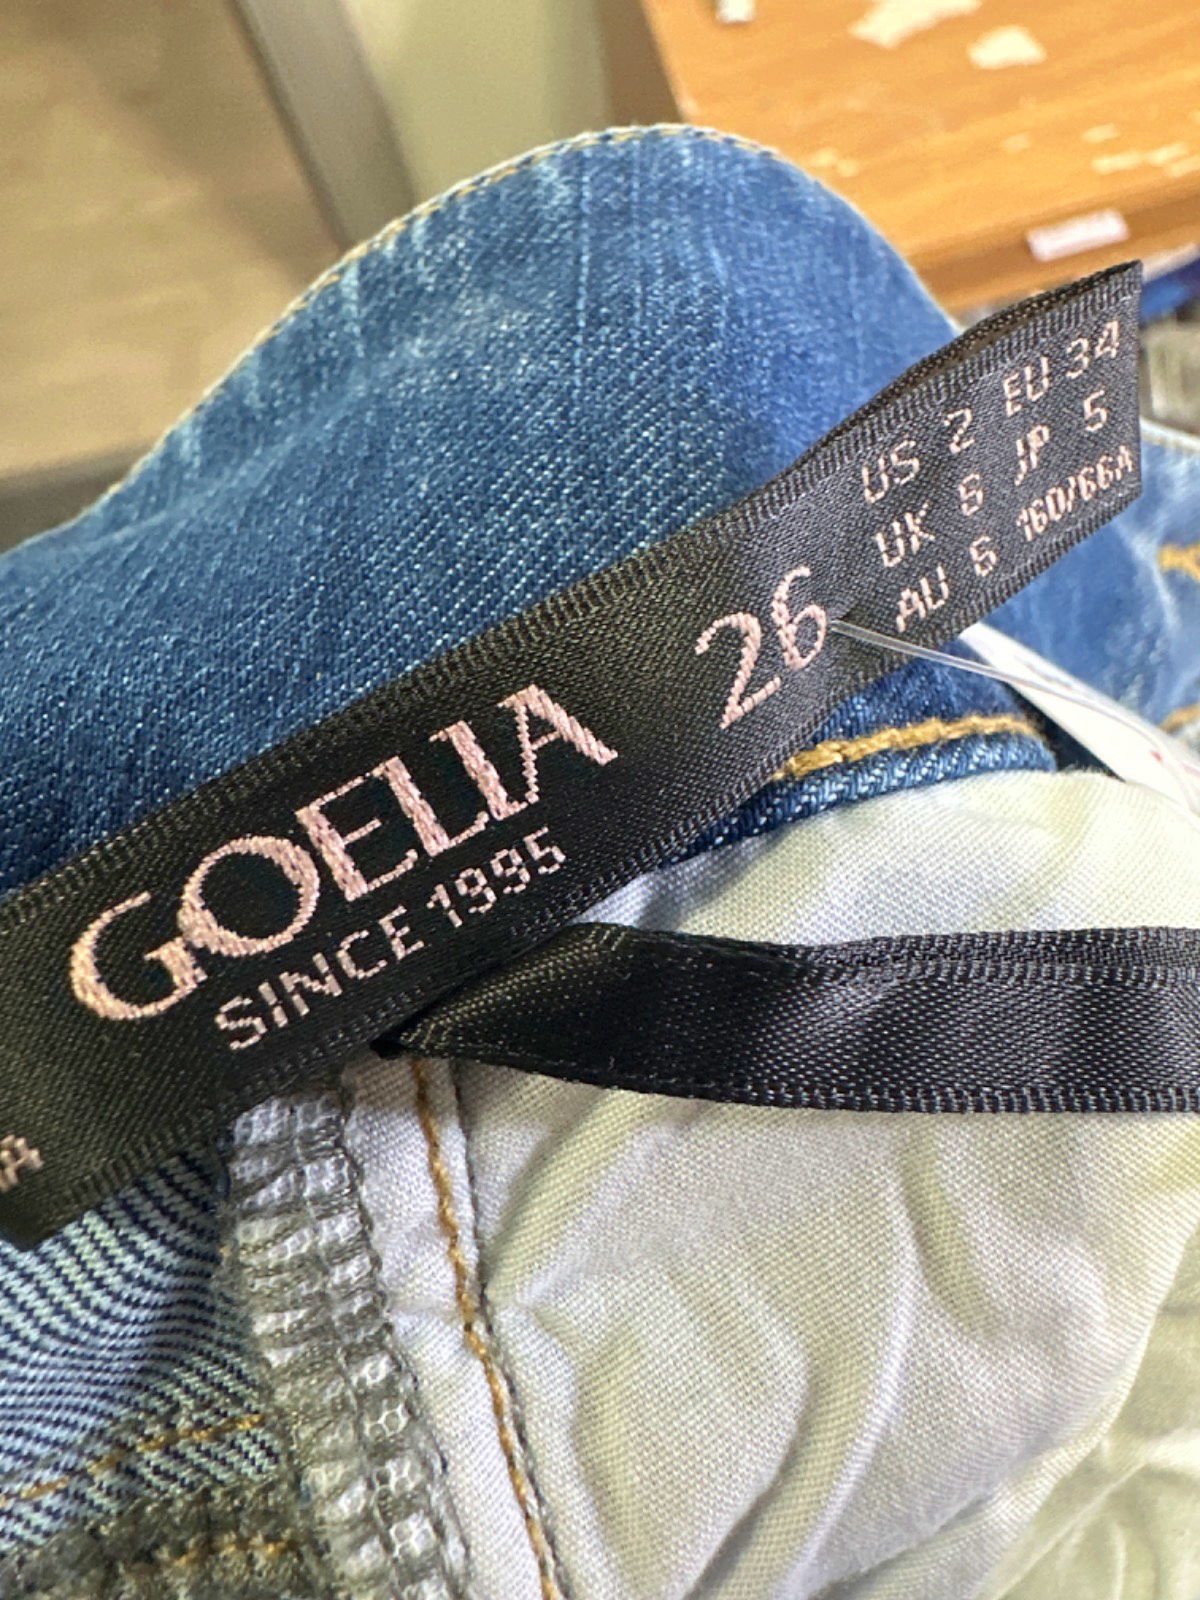 GOELIA
SINCE 1995
26
US 2 EU 34
UK 6 JP 5
AU 6 160/66A